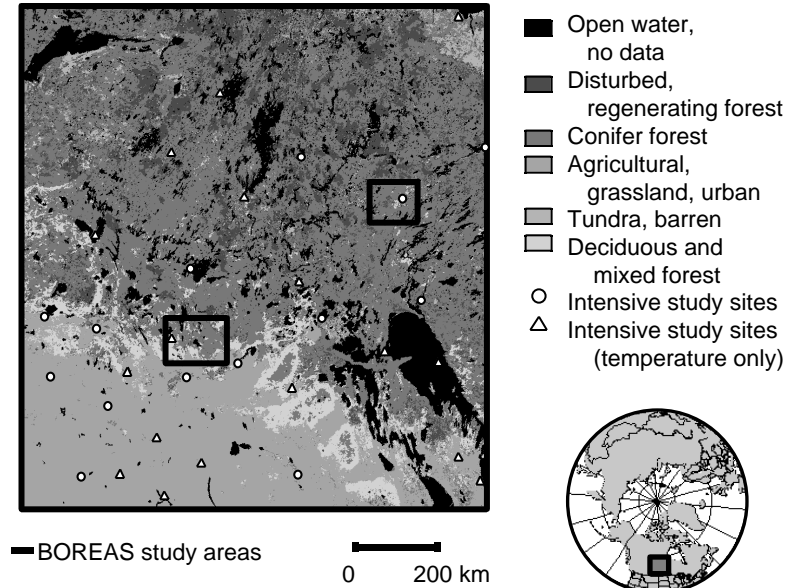 Open water,
no data
Disturbed,
regenerating forest
Conifer forest
Agricultural,
grassland, urban
Tundra, barren
Deciduous and
mixed forest
Intensive study sites
Intensive study sites
(temperature only)
BOREAS study areas
0 200 km